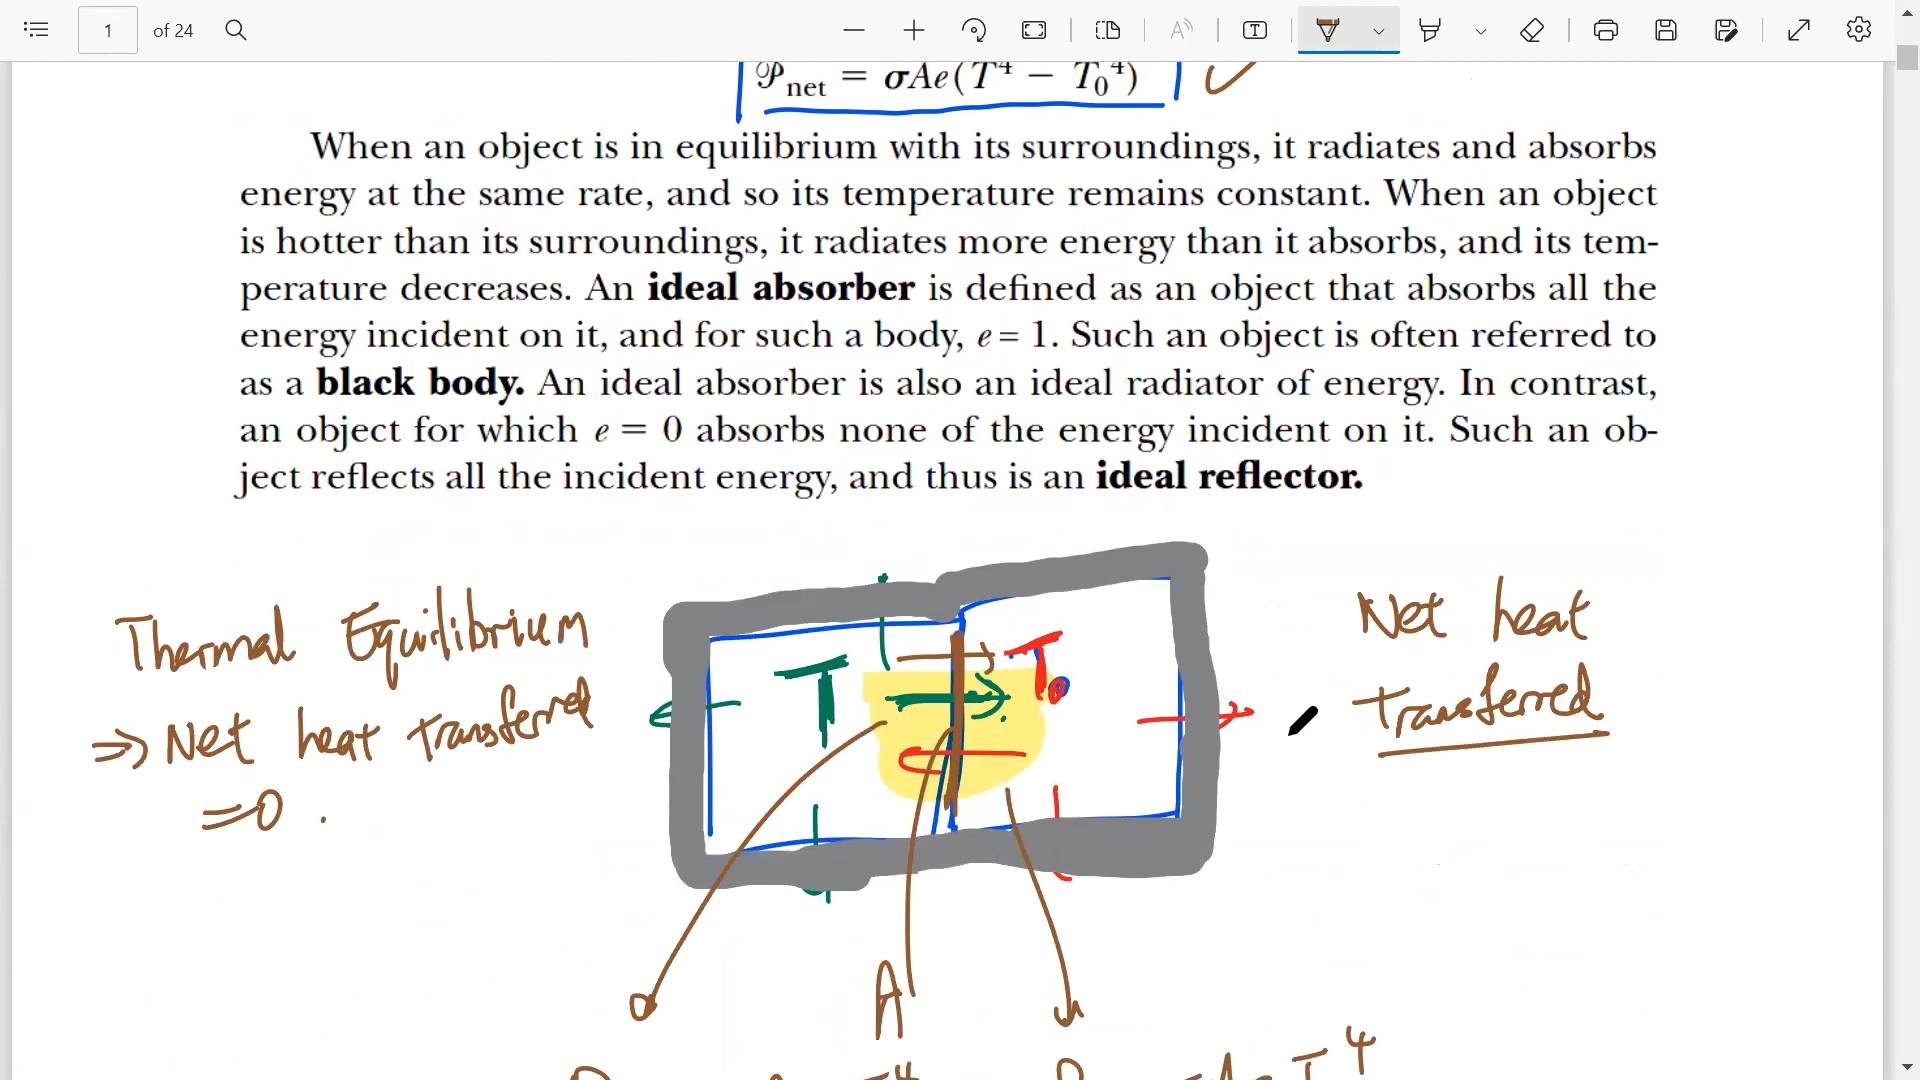 1 of 24
𝒫net = σAe(T⁴ − T₀⁴)
When an object is in equilibrium with its surroundings, it radiates and absorbs
energy at the same rate, and so its temperature remains constant. When an object
is hotter than its surroundings, it radiates more energy than it absorbs, and its tem-
perature decreases. An ideal absorber is defined as an object that absorbs all the
energy incident on it, and for such a body, e = 1. Such an object is often referred to
as a black body. An ideal absorber is also an ideal radiator of energy. In contrast,
an object for which e = 0 absorbs none of the energy incident on it. Such an ob-
ject reflects all the incident energy, and thus is an ideal reflector.
Thermal Equilibrium
⇒ Net heat transferred
=0.
T
T₀
Net heat
transferred
A
T⁴